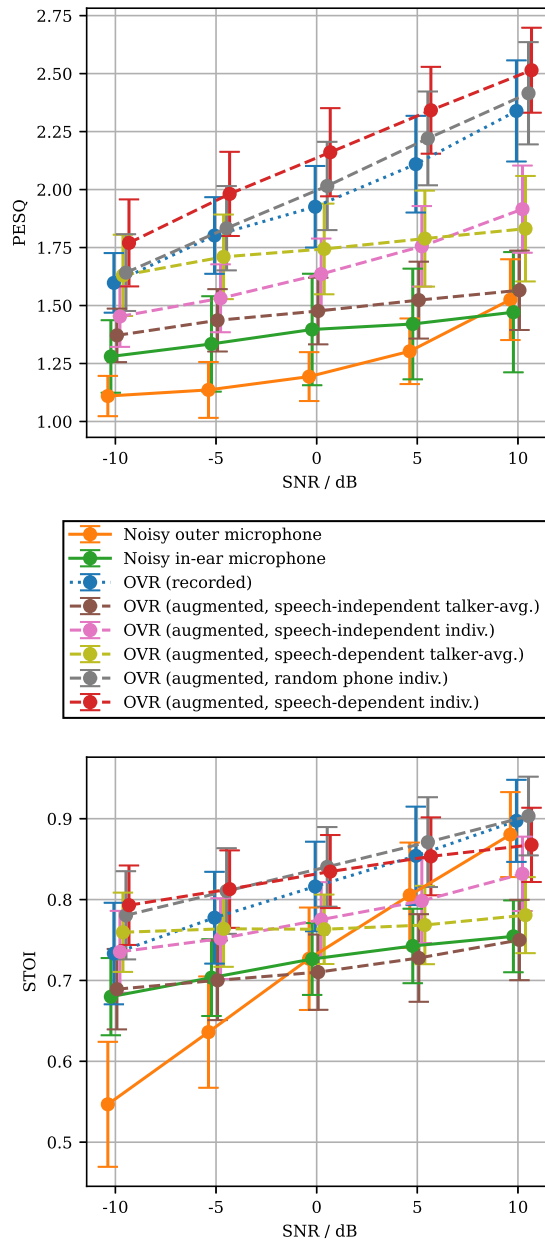 2.75
2.50
2.25
2.00
1.75
1.50
1.25
1.00
PESQ
-10 -5 0 5 10
SNR / dB
Noisy outer microphone
Noisy in-ear microphone
OVR (recorded)
OVR (augmented, speech-independent talker-avg.)
OVR (augmented, speech-independent indiv.)
OVR (augmented, speech-dependent talker-avg.)
OVR (augmented, random phone indiv.)
OVR (augmented, speech-dependent indiv.)
0.9
0.8
0.7
0.6
0.5
STOI
-10 -5 0 5 10
SNR / dB